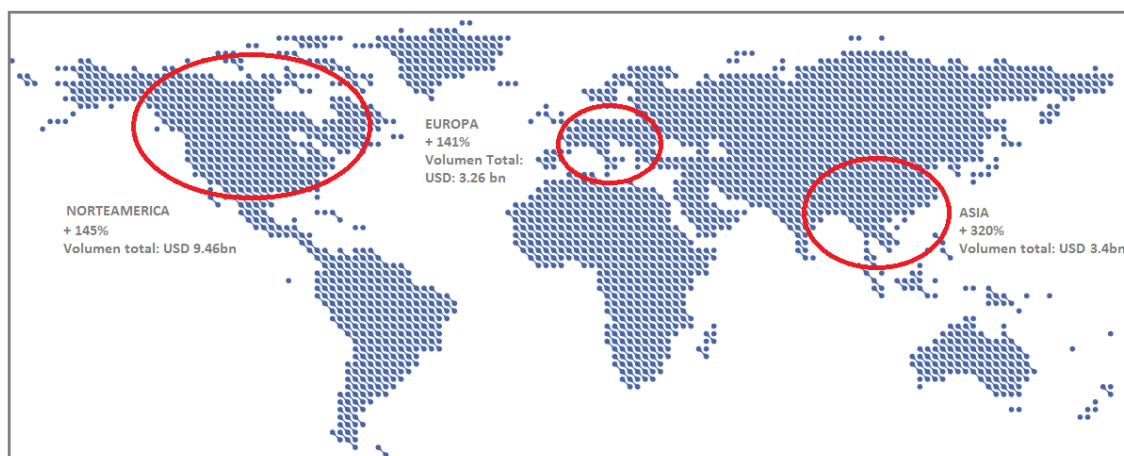 EUROPA
+ 141%
Volumen Total:
USD: 3.26 bn
NORTEAMERICA
+ 145%
Volumen total: USD 9.46bn
ASIA
+ 320%
Volumen total: USD 3.4bn